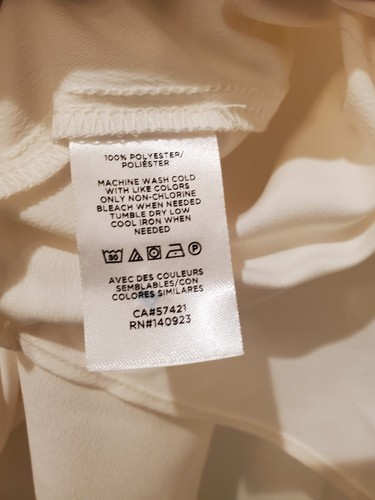 100% POLYESTER/
POLIÉSTER
MACHINE WASH COLD
WITH LIKE COLORS
ONLY NON-CHLORINE
BLEACH WHEN NEEDED
TUMBLE DRY LOW
COOL IRON WHEN
NEEDED
30 P
AVEC DES COULEURS
SEMBLABLES/CON
COLORES SIMILARES
CA#57421
RN#140923